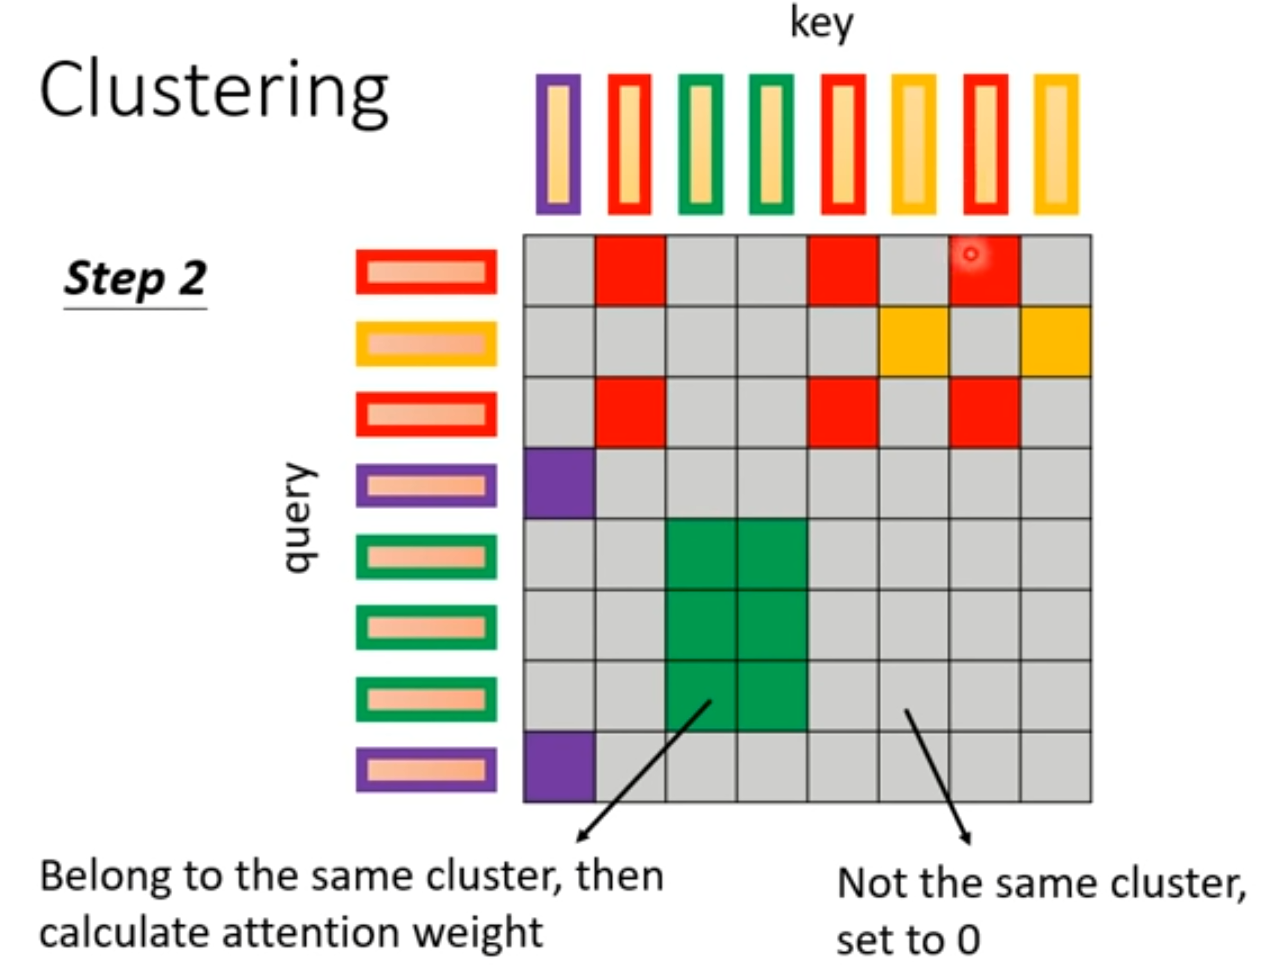 key
Clustering
Step 2
query
Belong to the same cluster, then
calculate attention weight
Not the same cluster,
set to 0